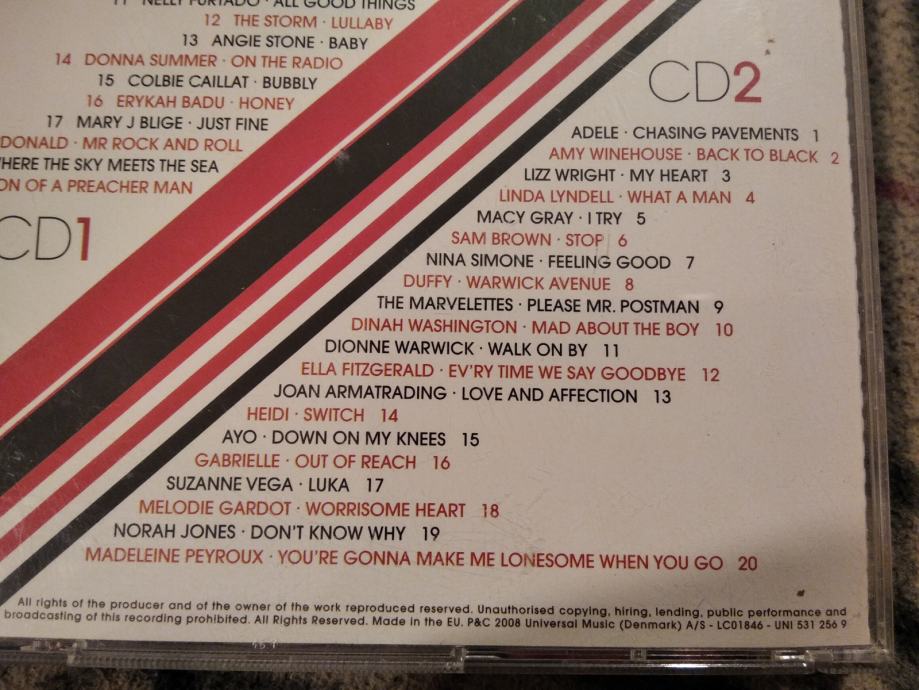 11 NELLY FURTADO · ALL GOOD THINGS
12 THE STORM · LULLABY
13 ANGIE STONE · BABY
14 DONNA SUMMER · ON THE RADIO
15 COLBIE CAILLAT · BUBBLY
16 ERYKAH BADU · HONEY
17 MARY J BLIGE · JUST FINE
DONALD · MR ROCK AND ROLL
WHERE THE SKY MEETS THE SEA
ON OF A PREACHER MAN
CD1
CD2
ADELE · CHASING PAVEMENTS 1
AMY WINEHOUSE · BACK TO BLACK 2
LIZZ WRIGHT · MY HEART 3
LINDA LYNDELL · WHAT A MAN 4
MACY GRAY · I TRY 5
SAM BROWN · STOP 6
NINA SIMONE · FEELING GOOD 7
DUFFY · WARWICK AVENUE 8
THE MARVELETTES · PLEASE MR. POSTMAN 9
DINAH WASHINGTON · MAD ABOUT THE BOY 10
DIONNE WARWICK · WALK ON BY 11
ELLA FITZGERALD · EV'RY TIME WE SAY GOODBYE 12
JOAN ARMATRADING · LOVE AND AFFECTION 13
HEIDI · SWITCH 14
AYO · DOWN ON MY KNEES 15
GABRIELLE · OUT OF REACH 16
SUZANNE VEGA · LUKA 17
MELODIE GARDOT · WORRISOME HEART 18
NORAH JONES · DON'T KNOW WHY 19
MADELEINE PEYROUX · YOU'RE GONNA MAKE ME LONESOME WHEN YOU GO 20
All rights of the producer and of the owner of the work reproduced reserved. Unauthorised copying, hiring, lending, public performance and
broadcasting of this recording prohibited. All Rights Reserved. Made in the EU. P&C 2008 Universal Music (Denmark) A/S - LC01846 - UNI 531 256 9